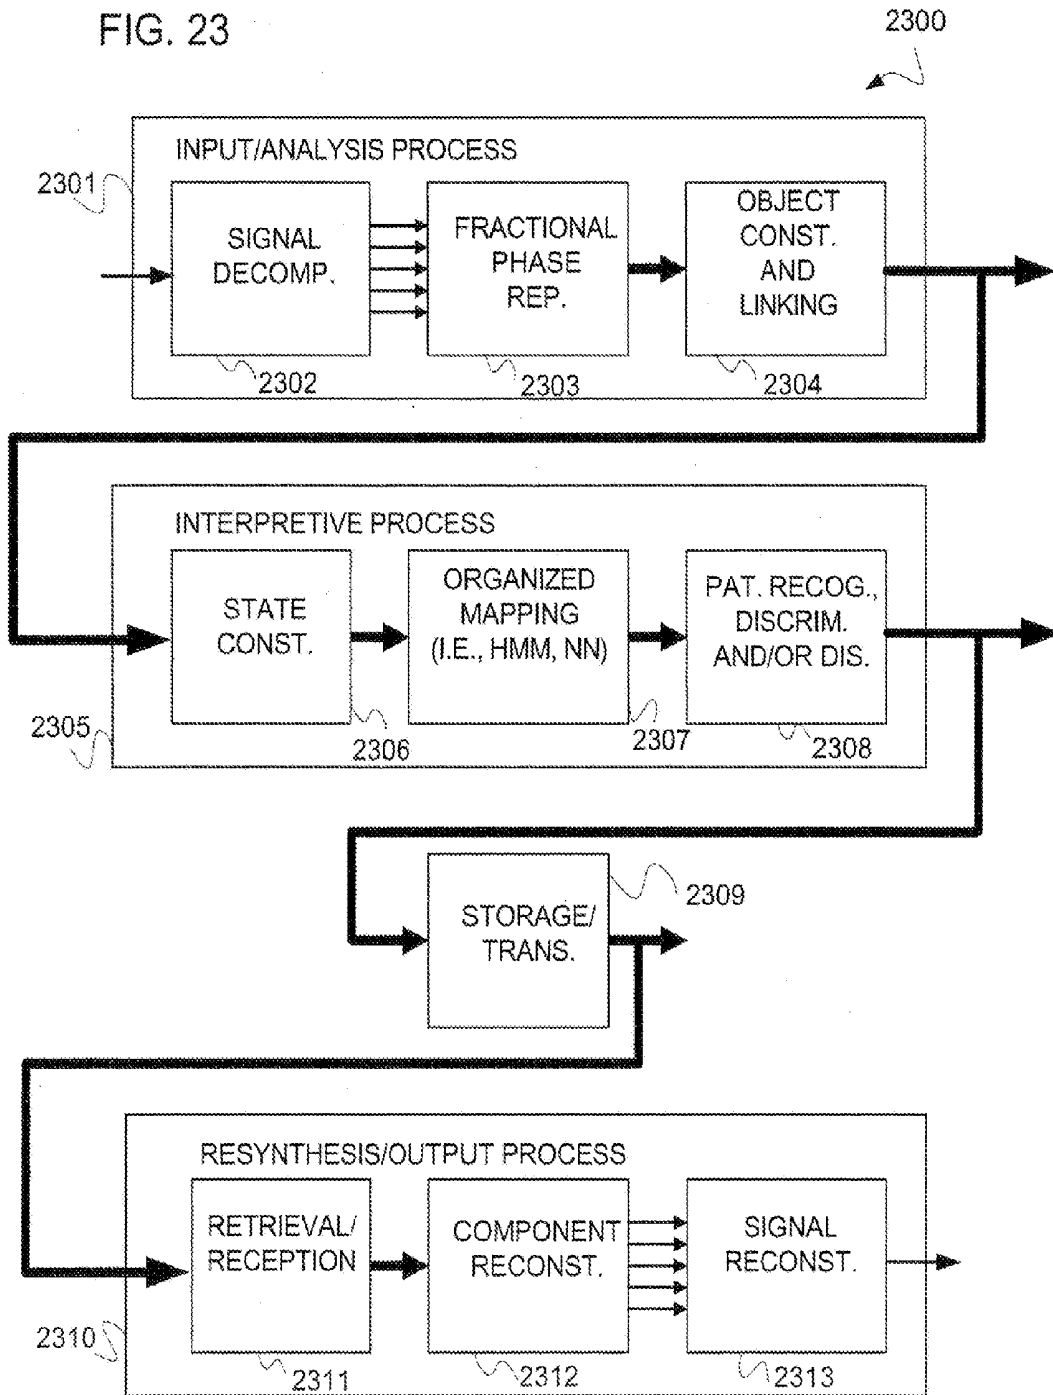 FIG. 23
2300
INPUT/ANALYSIS PROCESS
2301
SIGNAL
DECOMP.
FRACTIONAL
PHASE
REP.
OBJECT
CONST.
AND
LINKING
2302
2303
2304
INTERPRETIVE PROCESS
STATE
CONST.
ORGANIZED
MAPPING
(I.E., HMM, NN)
PAT. RECOG.,
DISCRIM.
AND/OR DIS.
2305
2306
2307
2308
STORAGE/
TRANS.
2309
RESYNTHESIS/OUTPUT PROCESS
RETRIEVAL/
RECEPTION
COMPONENT
RECONST.
SIGNAL
RECONST.
2310
2311
2312
2313